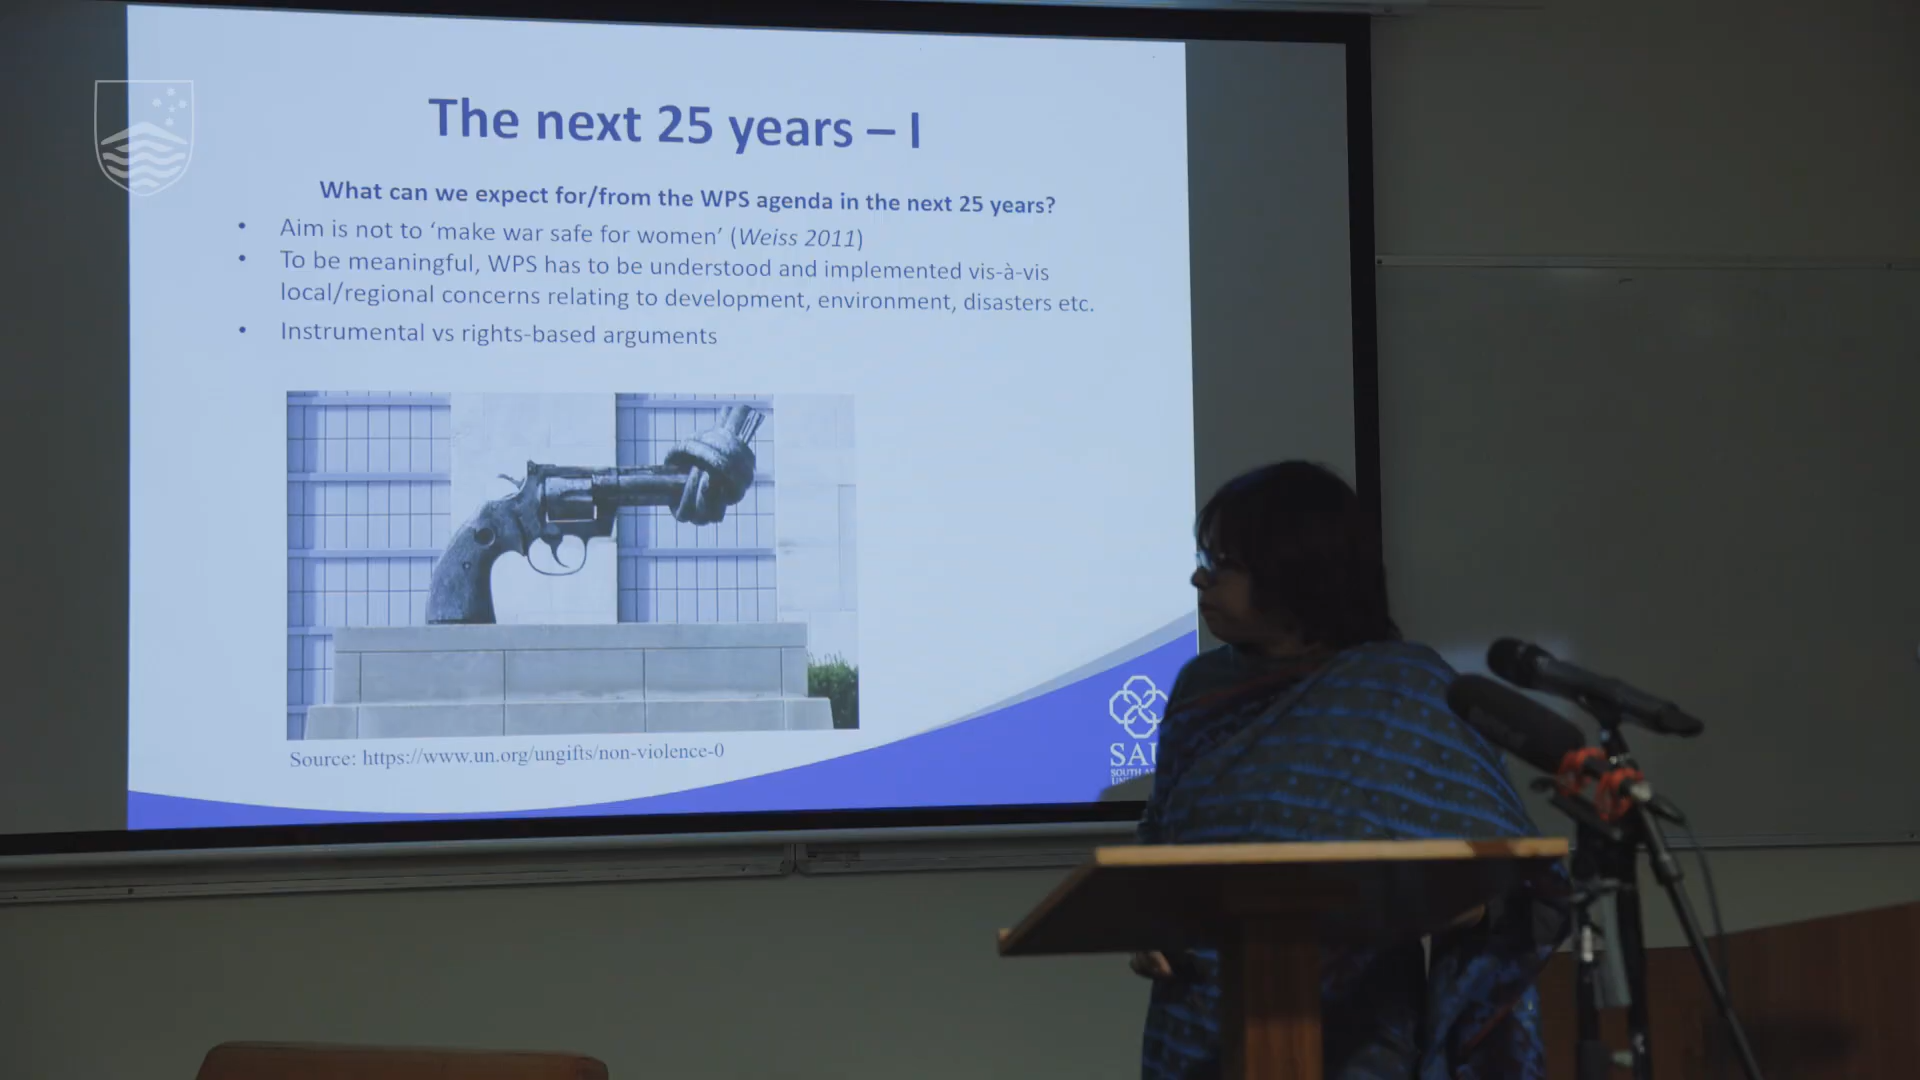 The next 25 years – I
What can we expect for/from the WPS agenda in the next 25 years?
• Aim is not to ‘make war safe for women’ (Weiss 2011)
• To be meaningful, WPS has to be understood and implemented vis-à-vis
local/regional concerns relating to development, environment, disasters etc.
• Instrumental vs rights-based arguments
Source: https://www.un.org/ungifts/non-violence-0
SOUTH